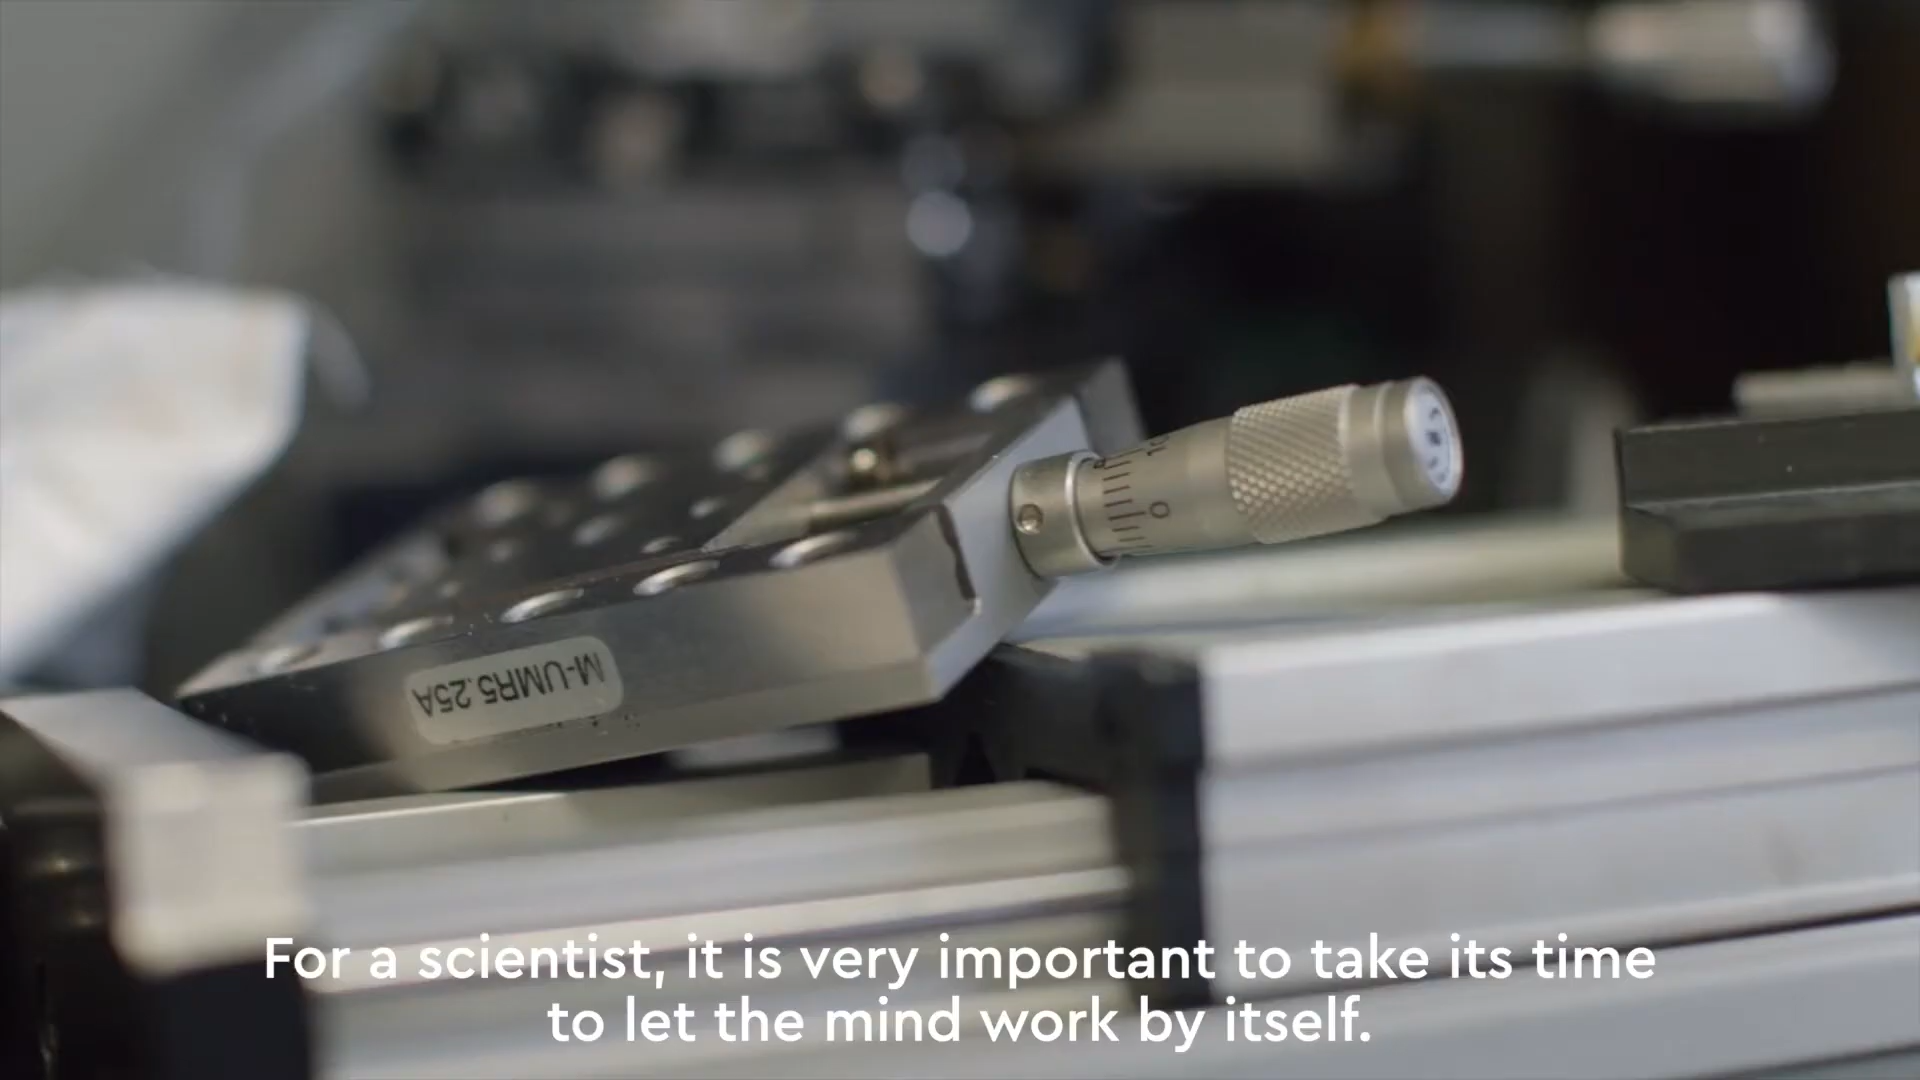 10
0
M-UMR5.25A
For a scientist, it is very important to take its time
to let the mind work by itself.